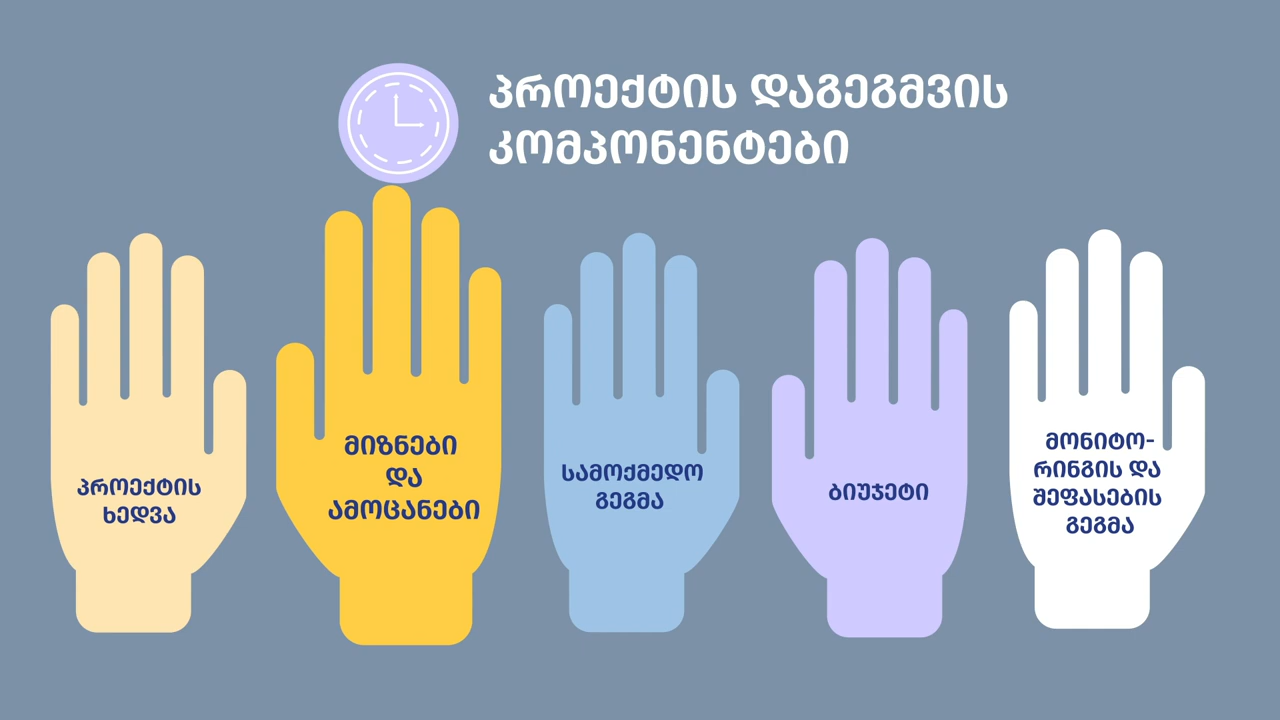 პროექტის დაგეგმვის
კომპონენტები
პროექტის
ხედვა
მიზნები
და
ამოცანები
სამოქმედო
გეგმა
ბიუჯეტი
მონიტო-
რინგის და
შეფასების
გეგმა